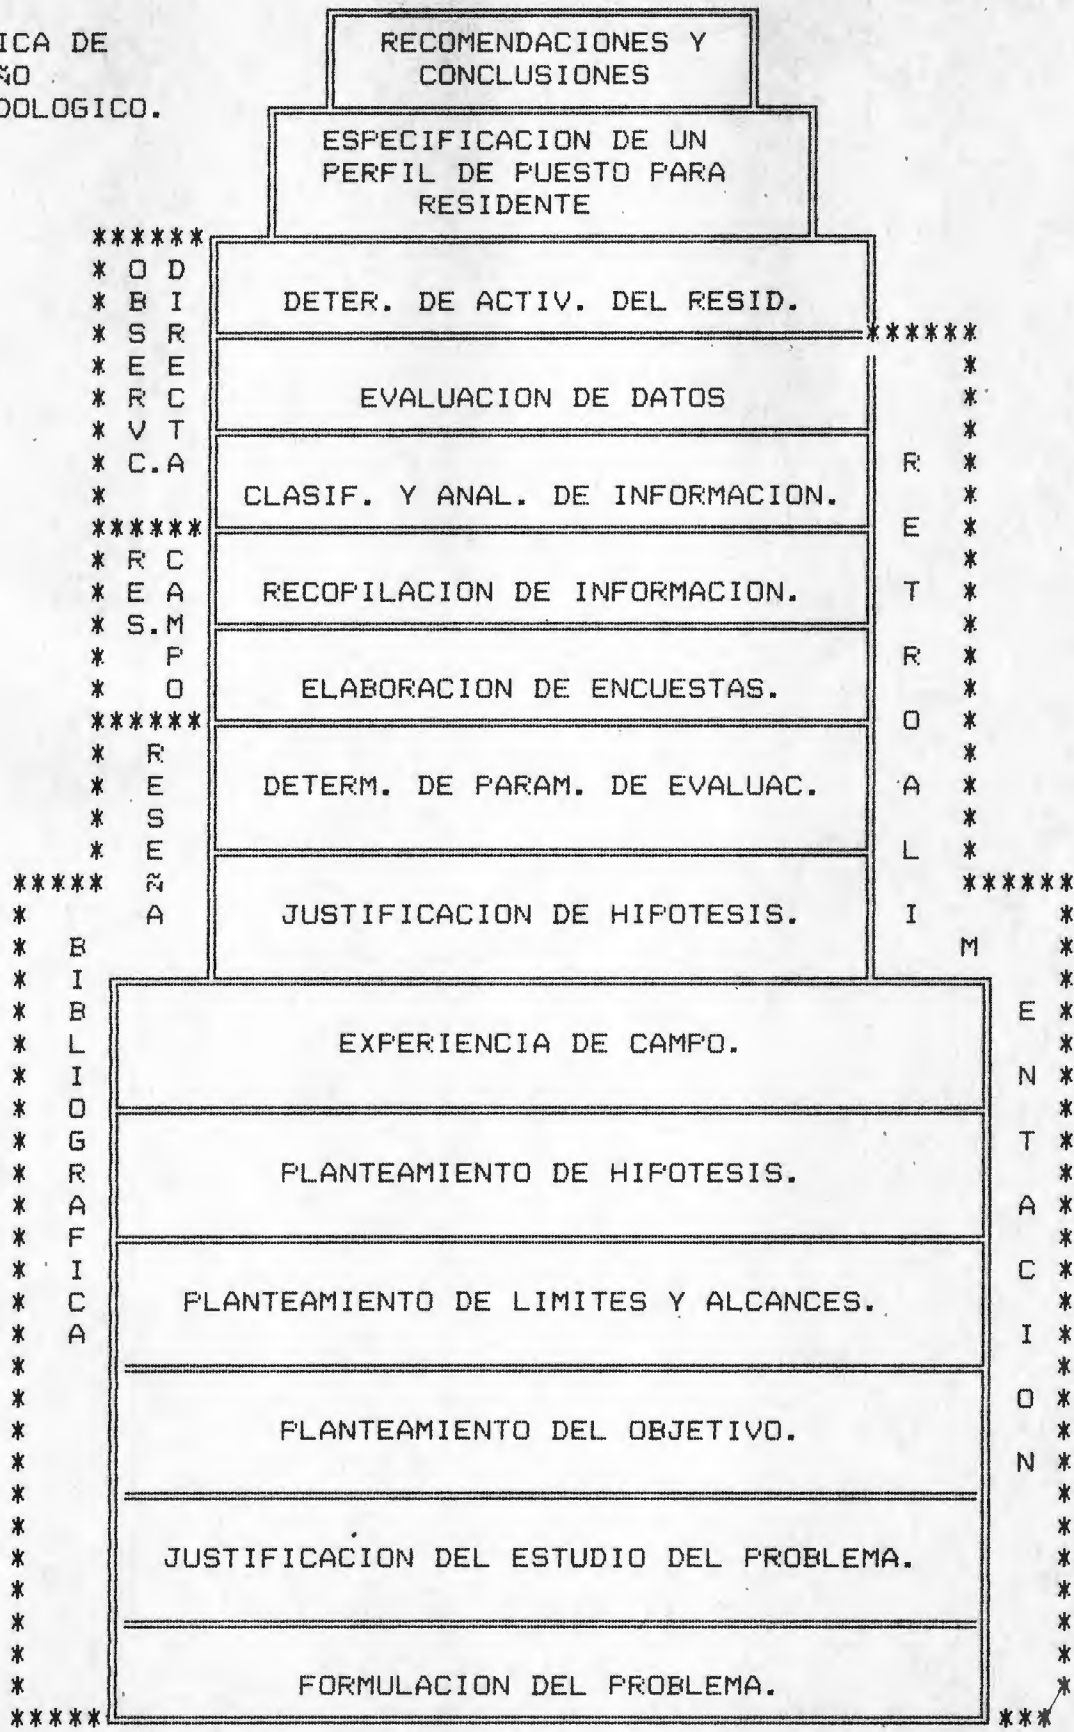 ICA DE
ÑO
DOLOGICO.
RECOMENDACIONES Y
CONCLUSIONES
ESPECIFICACION DE UN
PERFIL DE PUESTO PARA
RESIDENTE
DETER. DE ACTIV. DEL RESID.
EVALUACION DE DATOS
CLASIF. Y ANAL. DE INFORMACION.
RECOPILACION DE INFORMACION.
ELABORACION DE ENCUESTAS.
DETERM. DE PARAM. DE EVALUAC.
JUSTIFICACION DE HIPOTESIS.
EXPERIENCIA DE CAMPO.
PLANTEAMIENTO DE HIPOTESIS.
PLANTEAMIENTO DE LIMITES Y ALCANCES.
PLANTEAMIENTO DEL OBJETIVO.
JUSTIFICACION DEL ESTUDIO DEL PROBLEMA.
FORMULACION DEL PROBLEMA.
OBSERVC.
DIRECTA
RES.
CAMPO
RESEÑA
BIBLIOGRAFICA
RETROALIMENTACION